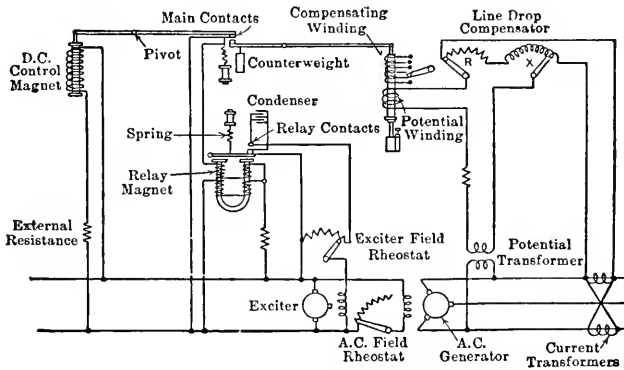 Main Contacts
Compensating
Winding
Line Drop
Compensator
D.C.
Control
Magnet
Pivot
Counterweight
R
X
Condenser
Potential
Winding
Spring
Relay Contacts
Relay
Magnet
External
Resistance
Exciter Field
Rheostat
Potential
Transformer
Exciter
A.C. Field
Rheostat
A.C.
Generator
Current
Transformers